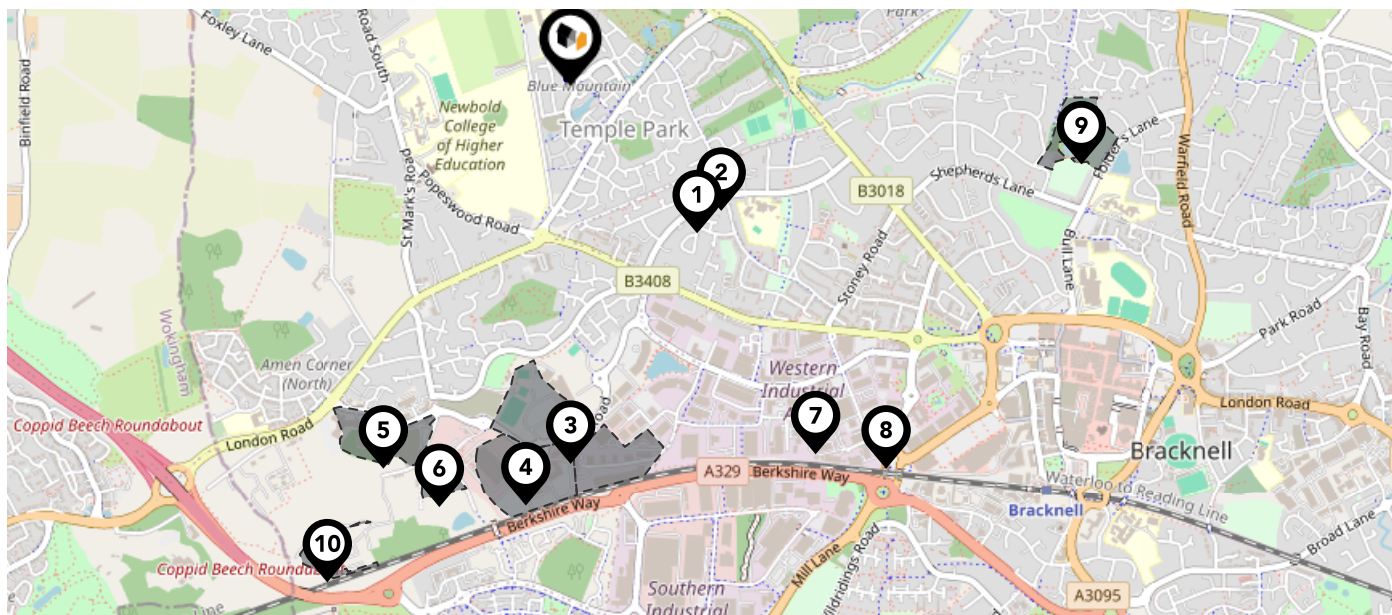 Foxley Lane
Road South
Park
Binfield Road
Blue Mountain
Newbold
College
of Higher
Education
Temple Park
9
Folder's Lane
Warfield Road
2
1
Shepherds Lane
B3018
Popeswood Road
St Mark's Road
Stoney Road
Bull Lane
B3408
Wokingham
Park Road
Bay Road
Amen Corner
(North)
Western
Industrial
3
Road
5
7
8
London Road
Coppid Beech Roundabout
London Road
Bracknell
6
4
A329
Berkshire Way
Waterloo to Reading Line
Berkshire Way
Bracknell
10
Coppid Beech
Mill Lane
Wildridings Road
Broad Lane
Southern
Industrial
A3095
Line